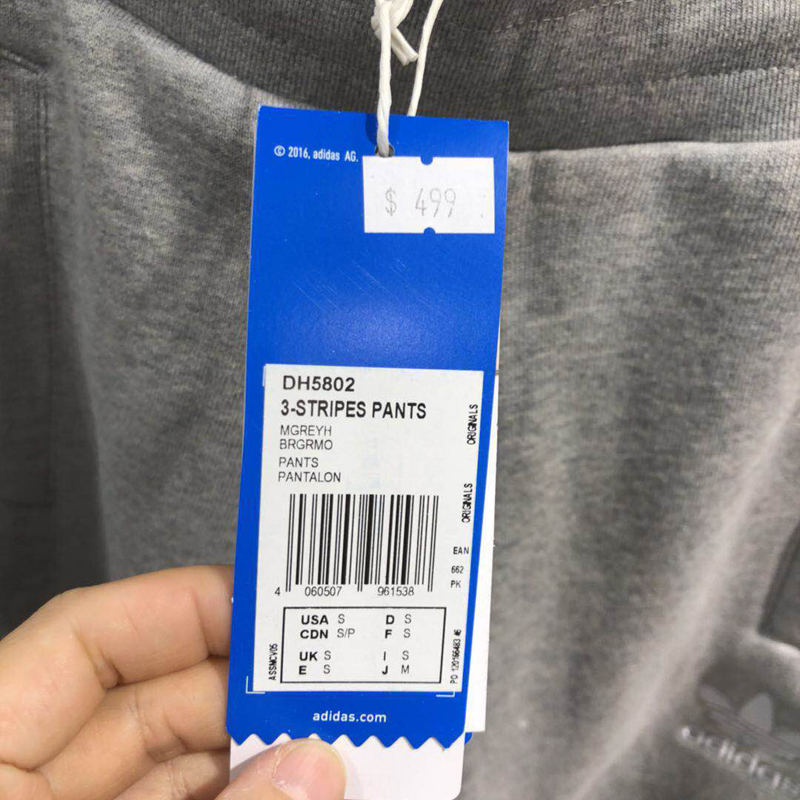 © 2016, adidas AG.
$ 499
DH5802
3-STRIPES PANTS
MGREYH
BRGRMO
PANTS
PANTALON
ORIGINALS
ORIGINALS
EAN
662
PK
4 060507 961538
USA S D S
CDN S/P F S
UK S I S
E S J M
ASSMCV05
adidas.com
adidas